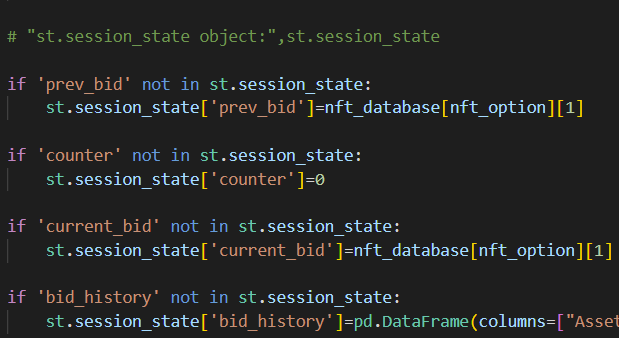 # "st.session_state object:",st.session_state
if 'prev_bid' not in st.session_state:
st.session_state['prev_bid']=nft_database[nft_option][1]
if 'counter' not in st.session_state:
st.session_state['counter']=0
if 'current_bid' not in st.session_state:
st.session_state['current_bid']=nft_database[nft_option][1]
if 'bid_history' not in st.session_state:
st.session_state['bid_history']=pd.DataFrame(columns=["Asset